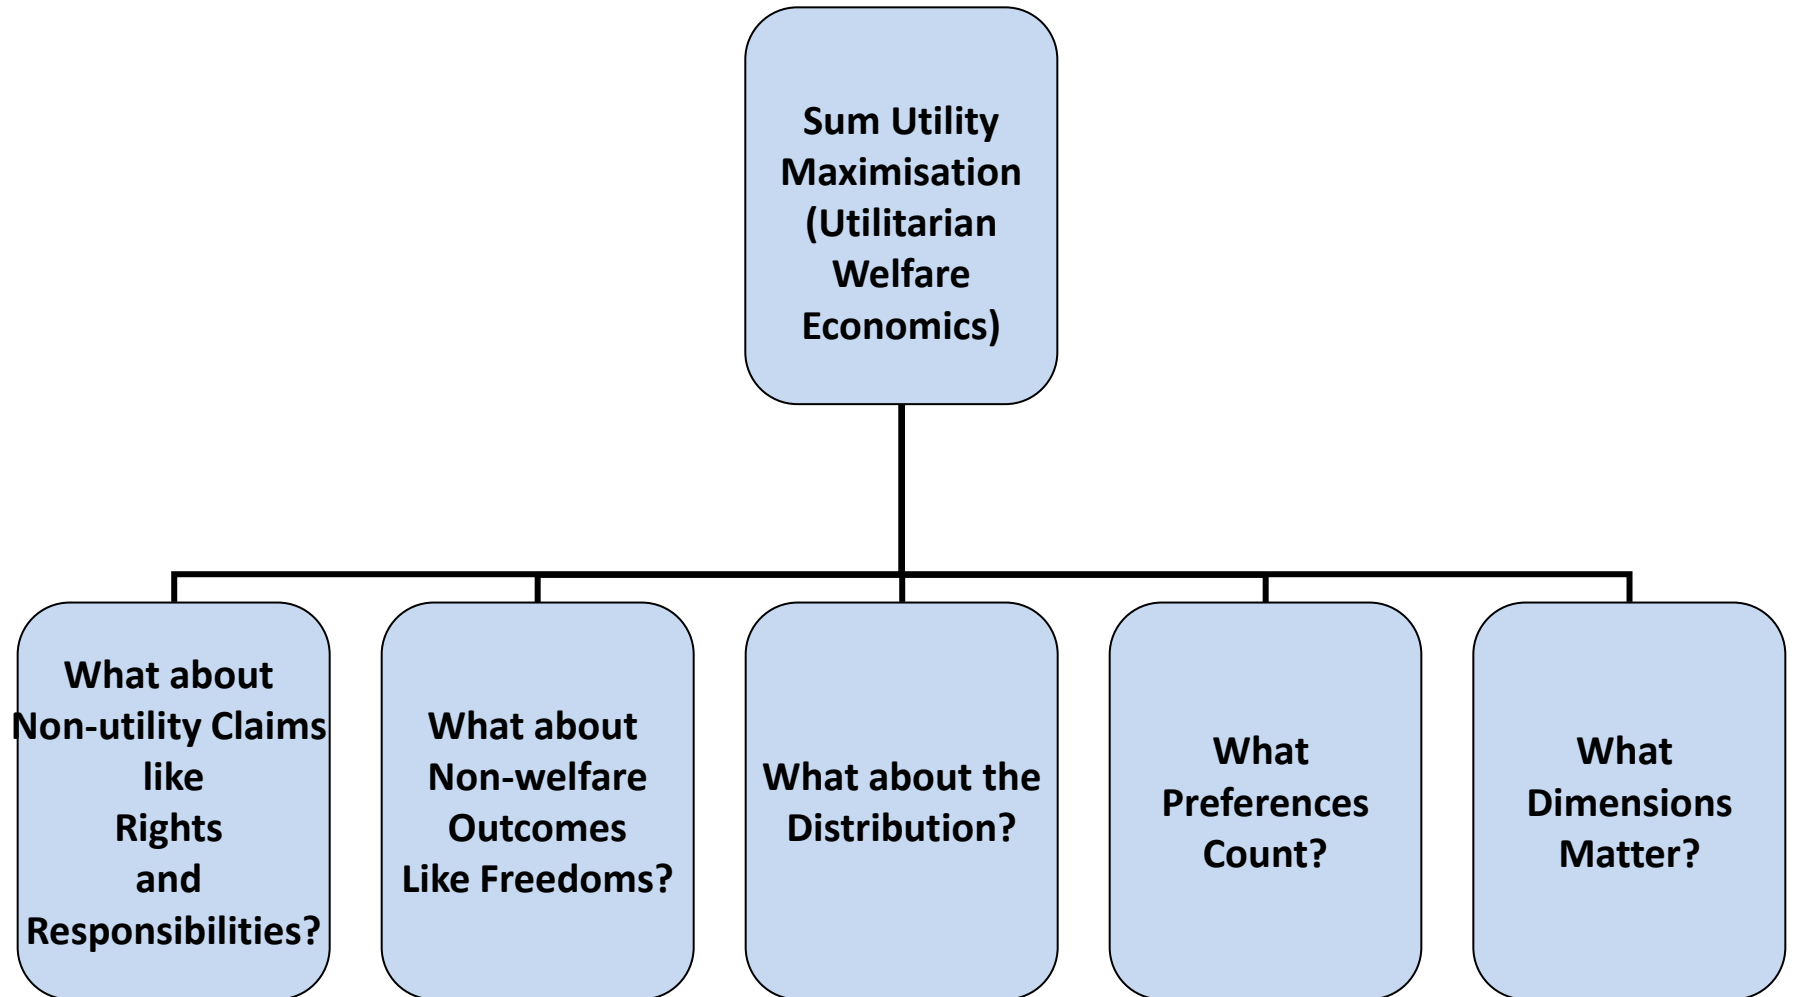 Sum Utility
Maximisation
(Utilitarian
Welfare
Economics)
What about
Non-utility Claims
like
Rights
and
Responsibilities?
What about
Non-welfare
Outcomes
Like Freedoms?
What about the
Distribution?
What
Preferences
Count?
What
Dimensions
Matter?